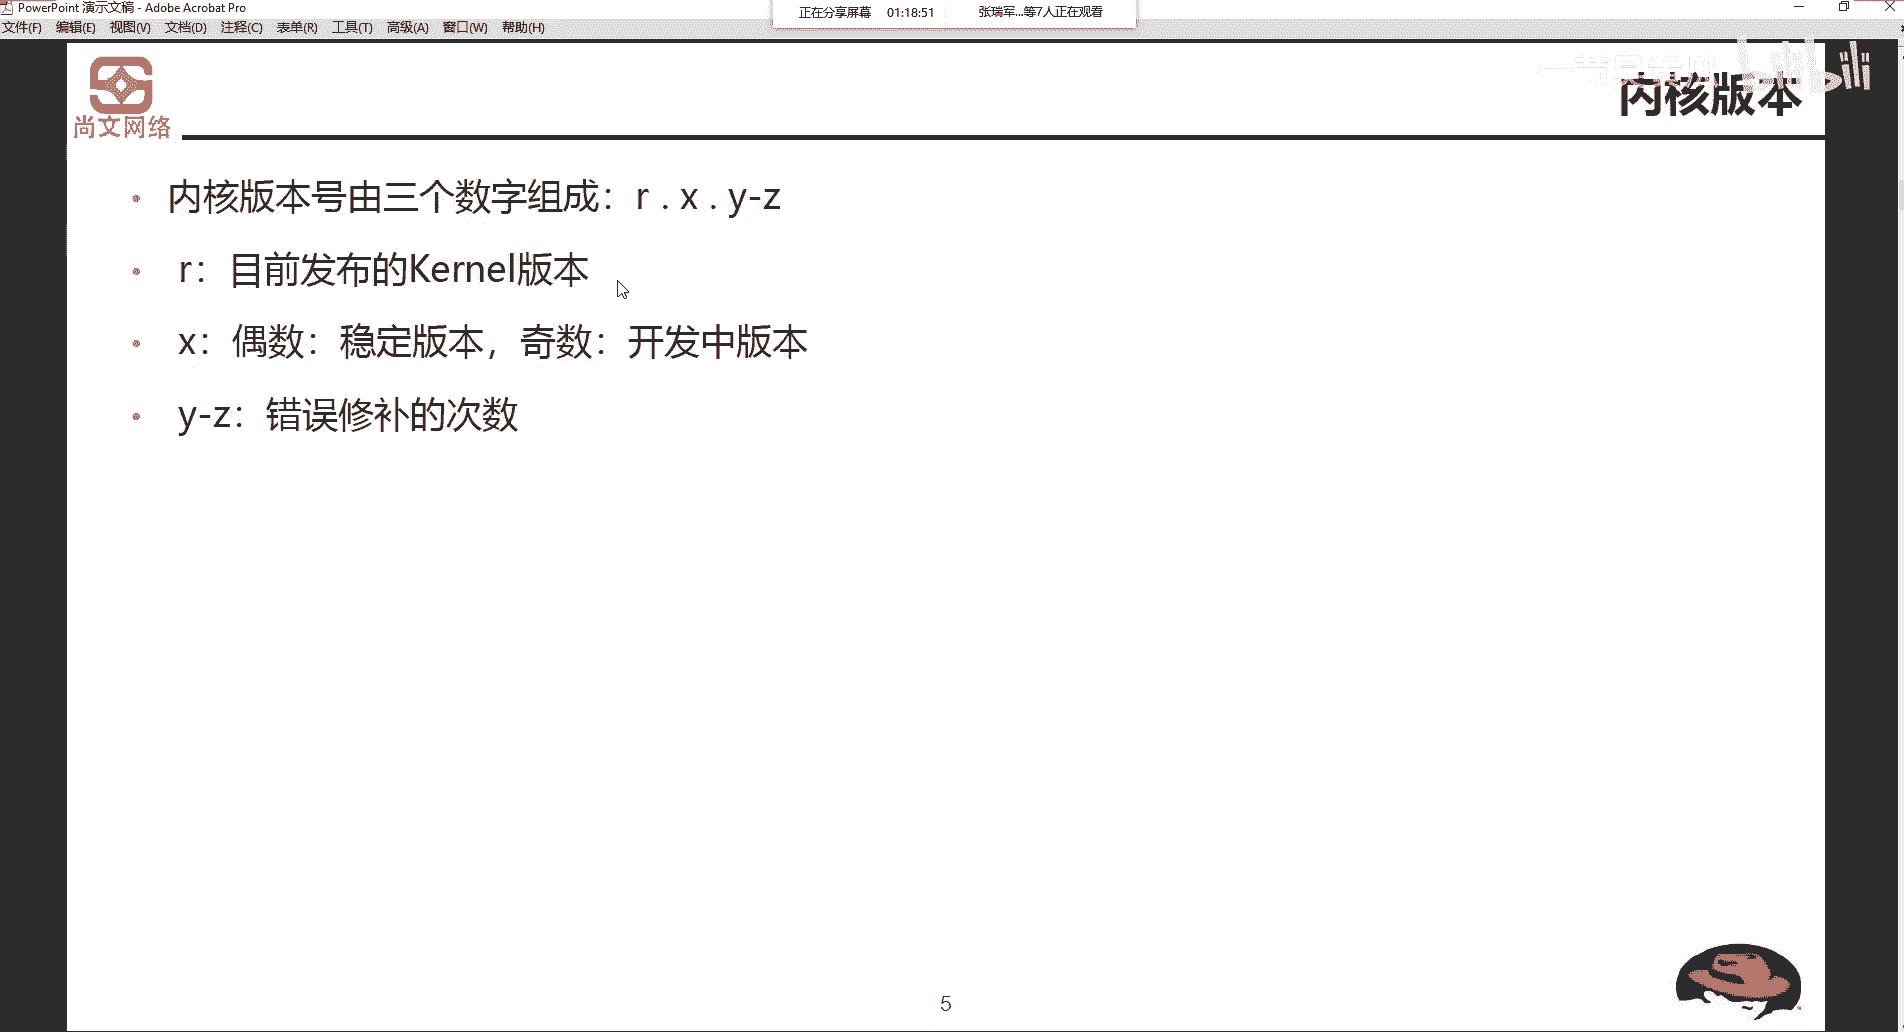 PowerPoint 演示文稿 - Adobe Acrobat Pro
正在分享屏幕 01:18:51 张瑞军...等7人正在观看
文件(F) 编辑(E) 视图(V) 文档(D) 注释(C) 表单(R) 工具(T) 高级(A) 窗口(W) 帮助(H)
尚文网络
bilibili
内核版本
• 内核版本号由三个数字组成：r . x . y-z
• r：目前发布的Kernel版本
• x：偶数：稳定版本，奇数：开发中版本
• y-z：错误修补的次数
5